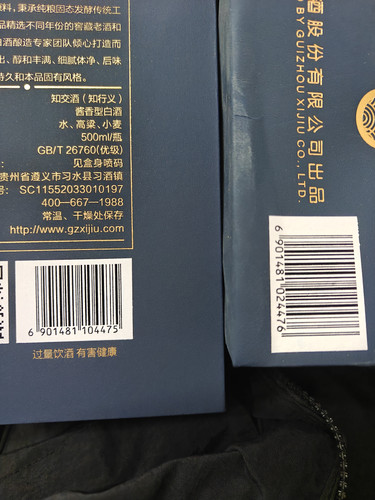 原料,秉承纯粮固态发酵传统工
品精选不同年份的窖藏老酒和
白酒酿造专家团队倾心打造而
出、醇和丰满、细腻体净、后味
持久和本品固有风格。
知交酒(知行义)
酱香型白酒
水、高粱、小麦
500ml/瓶
GB/T 26760(优级)
见盒身喷码
贵州省遵义市习水县习酒镇
号: SC11552033010197
400—667—1988
常温、干燥处保存
http://www.gzxijiu.com
6 901481 104475
过量饮酒 有害健康
酒股份有限公司出品
D BY GUIZHOU XIJIU CO., LTD.
6 901481 024476